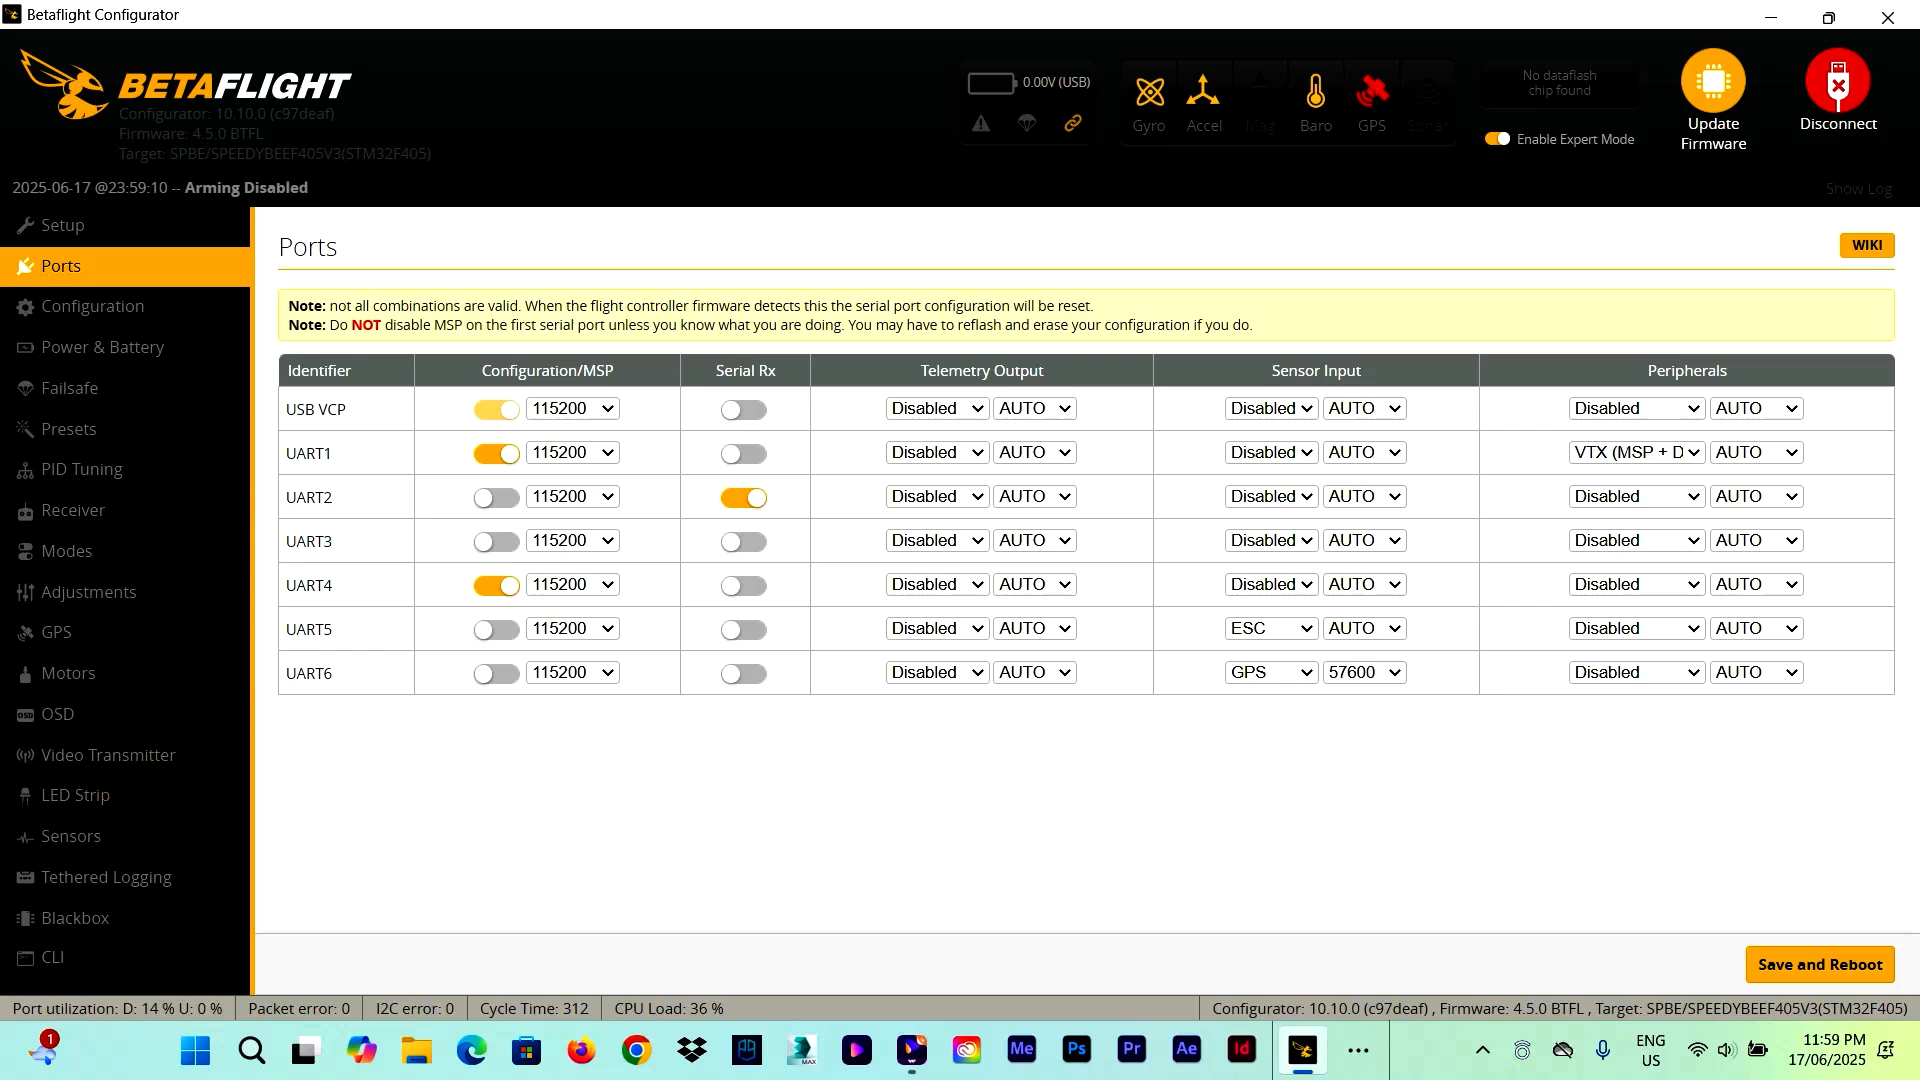 Betaflight Configurator
BETAFLIGHT
Configurator: 10.10.0 (c97deaf)
Firmware: 4.5.0 BTFL
Target: SPBE/SPEEDYBEEF405V3(STM32F405)
0.00V (USB)
Gyro Accel Mag Baro GPS Sonar
No dataflash
chip found
Enable Expert Mode
Update
Firmware
Disconnect
2025-06-17 @23:59:10 -- Arming Disabled
Show Log
Setup
Ports
Configuration
Power & Battery
Failsafe
Presets
PID Tuning
Receiver
Modes
Adjustments
GPS
Motors
OSD
Video Transmitter
LED Strip
Sensors
Tethered Logging
Blackbox
CLI
Ports
WIKI
Note: not all combinations are valid. When the flight controller firmware detects this the serial port configuration will be reset.
Note: Do NOT disable MSP on the first serial port unless you know what you are doing. You may have to reflash and erase your configuration if you do.
Identifier Configuration/MSP Serial Rx Telemetry Output Sensor Input Peripherals
USB VCP 115200 Disabled AUTO Disabled AUTO Disabled AUTO
UART1 115200 Disabled AUTO Disabled AUTO VTX (MSP + D AUTO
UART2 115200 Disabled AUTO Disabled AUTO Disabled AUTO
UART3 115200 Disabled AUTO Disabled AUTO Disabled AUTO
UART4 115200 Disabled AUTO Disabled AUTO Disabled AUTO
UART5 115200 Disabled AUTO ESC AUTO Disabled AUTO
UART6 115200 Disabled AUTO GPS 57600 Disabled AUTO
Save and Reboot
Port utilization: D: 14 % U: 0 % Packet error: 0 I2C error: 0 Cycle Time: 312 CPU Load: 36 %
Configurator: 10.10.0 (c97deaf) , Firmware: 4.5.0 BTFL , Target: SPBE/SPEEDYBEEF405V3(STM32F405)
1
MAX
Me
Ps
Pr
Ae
Id
ENG
US
11:59 PM
17/06/2025